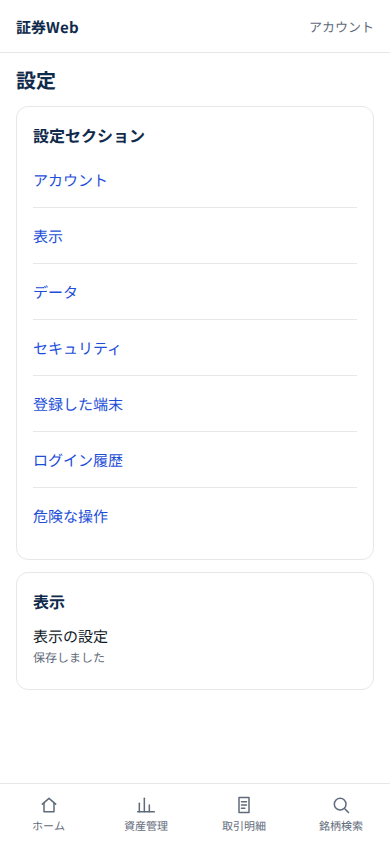 証券Web
アカウント
設定
設定セクション
アカウント
表示
データ
セキュリティ
登録した端末
ログイン履歴
危険な操作
表示
表示の設定
保存しました
ホーム
資産管理
取引明細
銘柄検索